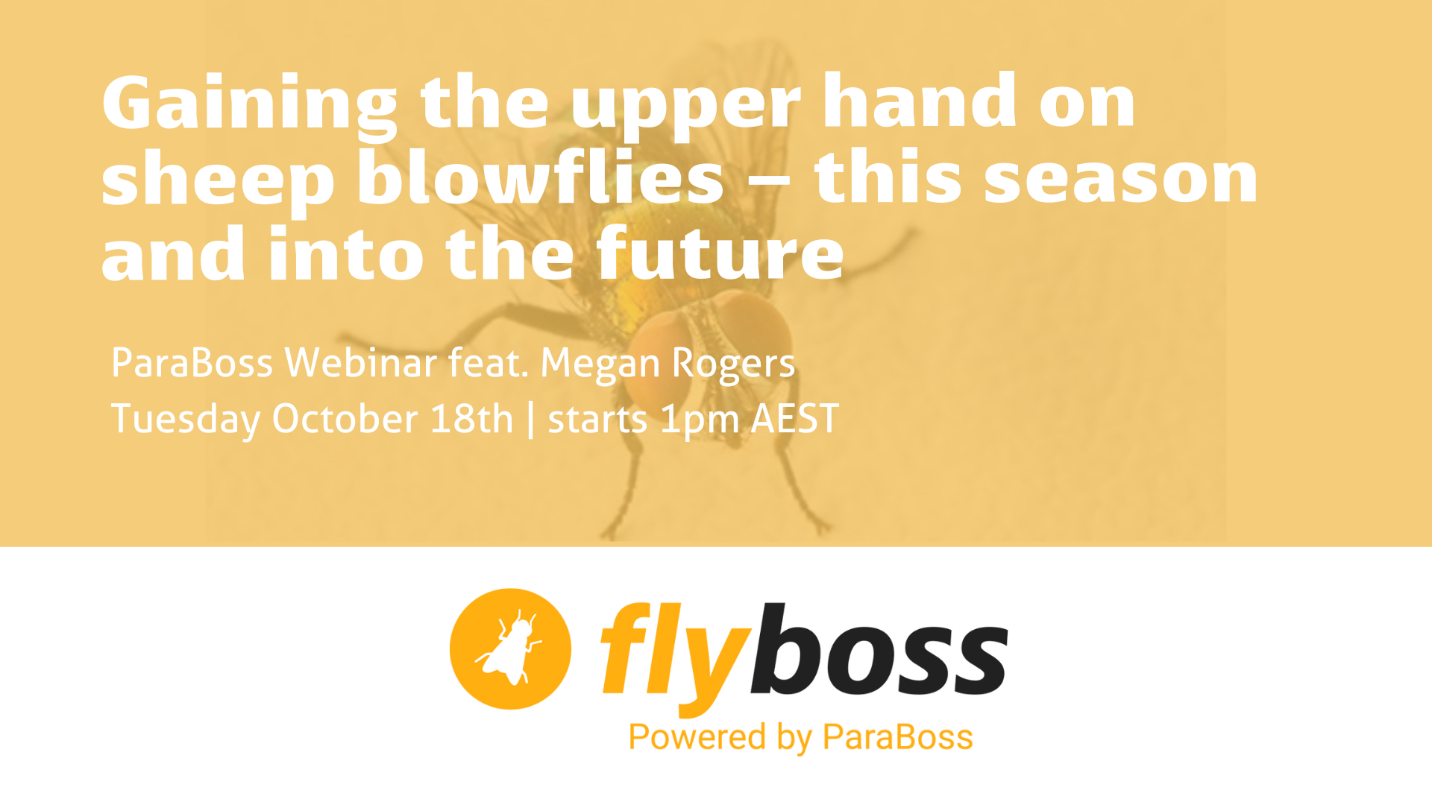 Gaining the upper hand on
sheep blowflies – this season
and into the future
ParaBoss Webinar feat. Megan Rogers
Tuesday October 18th | starts 1pm AEST
flyboss
Powered by ParaBoss